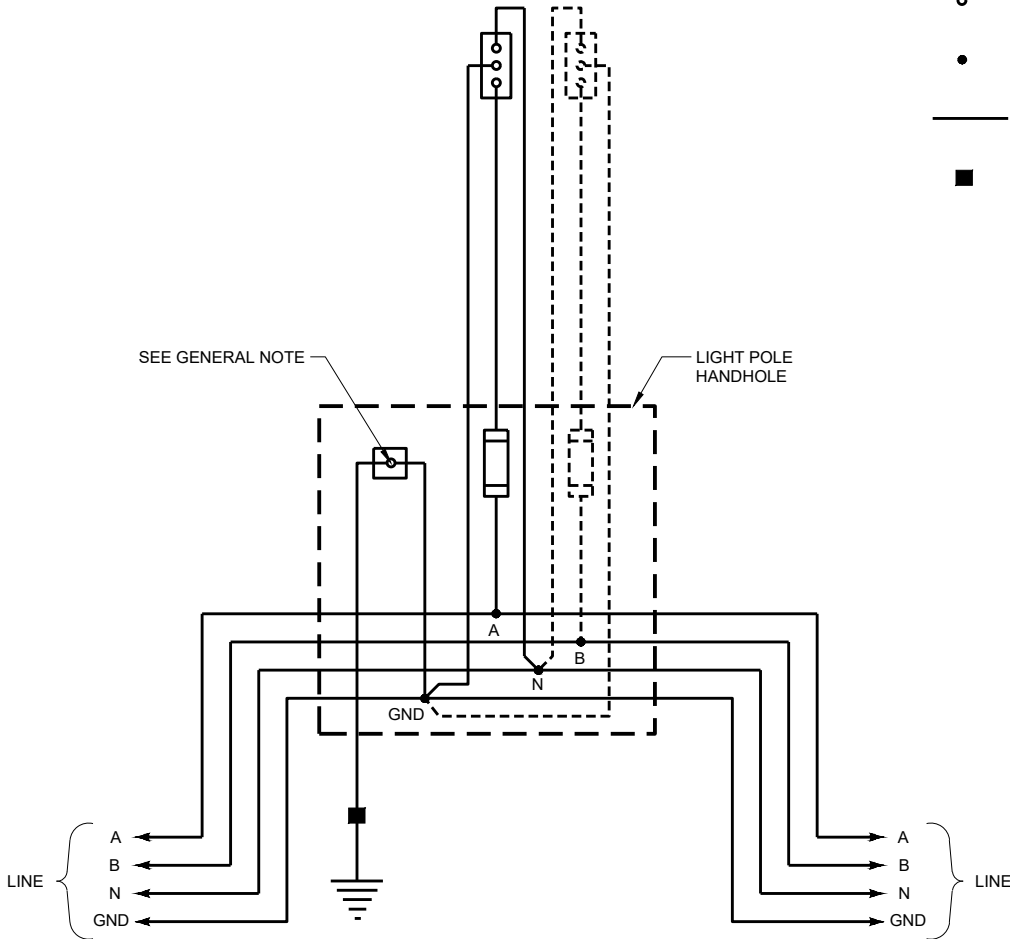 SEE GENERAL NOTE
LIGHT POLE
HANDHOLE
A
B
N
GND
LINE
A
B
N
GND
A
B
N
GND
LINE